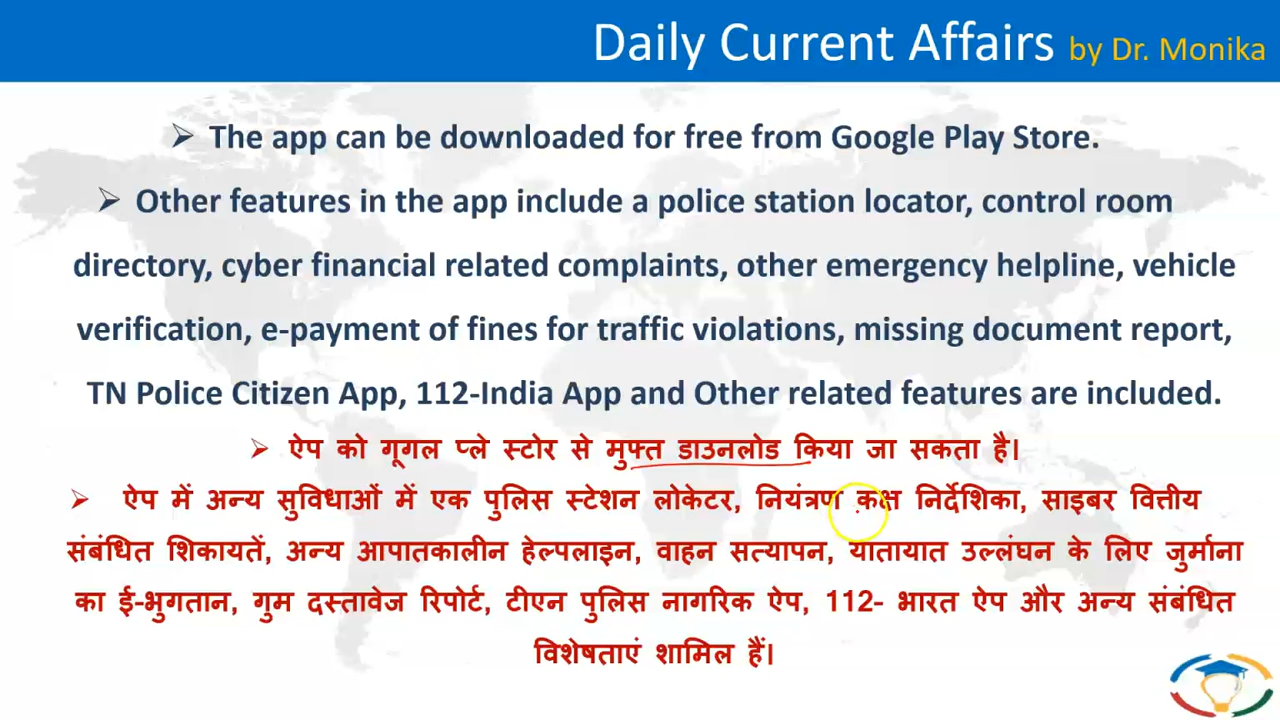 Daily Current Affairs by Dr. Monika
➢ The app can be downloaded for free from Google Play Store.
➢ Other features in the app include a police station locator, control room
directory, cyber financial related complaints, other emergency helpline, vehicle
verification, e-payment of fines for traffic violations, missing document report,
TN Police Citizen App, 112-India App and Other related features are included.
➢ ऐप को गूगल प्ले स्टोर से मुफ्त डाउनलोड किया जा सकता है।
➢ ऐप में अन्य सुविधाओं में एक पुलिस स्टेशन लोकेटर, नियंत्रण कक्ष निर्देशिका, साइबर वित्तीय
संबंधित शिकायतें, अन्य आपातकालीन हेल्पलाइन, वाहन सत्यापन, यातायात उल्लंघन के लिए जुर्माना
का ई-भुगतान, गुम दस्तावेज रिपोर्ट, टीएन पुलिस नागरिक ऐप, 112- भारत ऐप और अन्य संबंधित
विशेषताएं शामिल हैं।